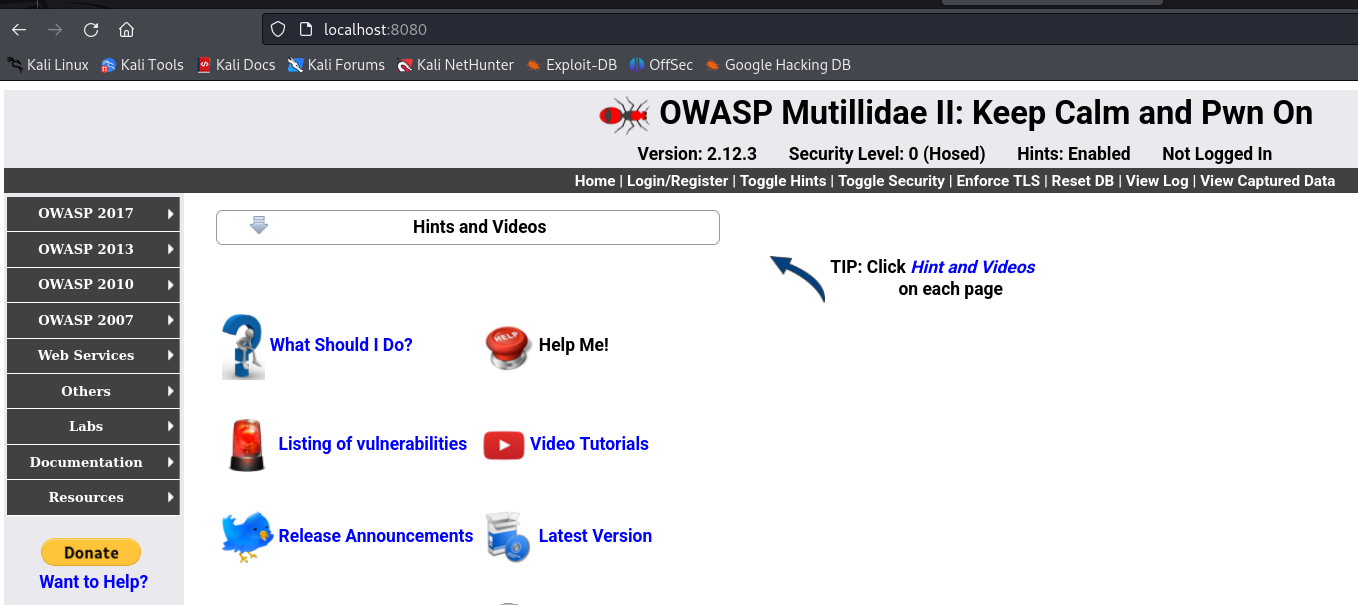 localhost:8080
Kali Linux Kali Tools Kali Docs Kali Forums Kali NetHunter Exploit-DB OffSec Google Hacking DB
OWASP Mutillidae II: Keep Calm and Pwn On
Version: 2.12.3 Security Level: 0 (Hosed) Hints: Enabled Not Logged In
Home | Login/Register | Toggle Hints | Toggle Security | Enforce TLS | Reset DB | View Log | View Captured Data
OWASP 2017
OWASP 2013
OWASP 2010
OWASP 2007
Web Services
Others
Labs
Documentation
Resources
Donate
Want to Help?
Hints and Videos
TIP: Click Hint and Videos
on each page
What Should I Do?
HELP
Help Me!
Listing of vulnerabilities
Video Tutorials
Release Announcements
Latest Version